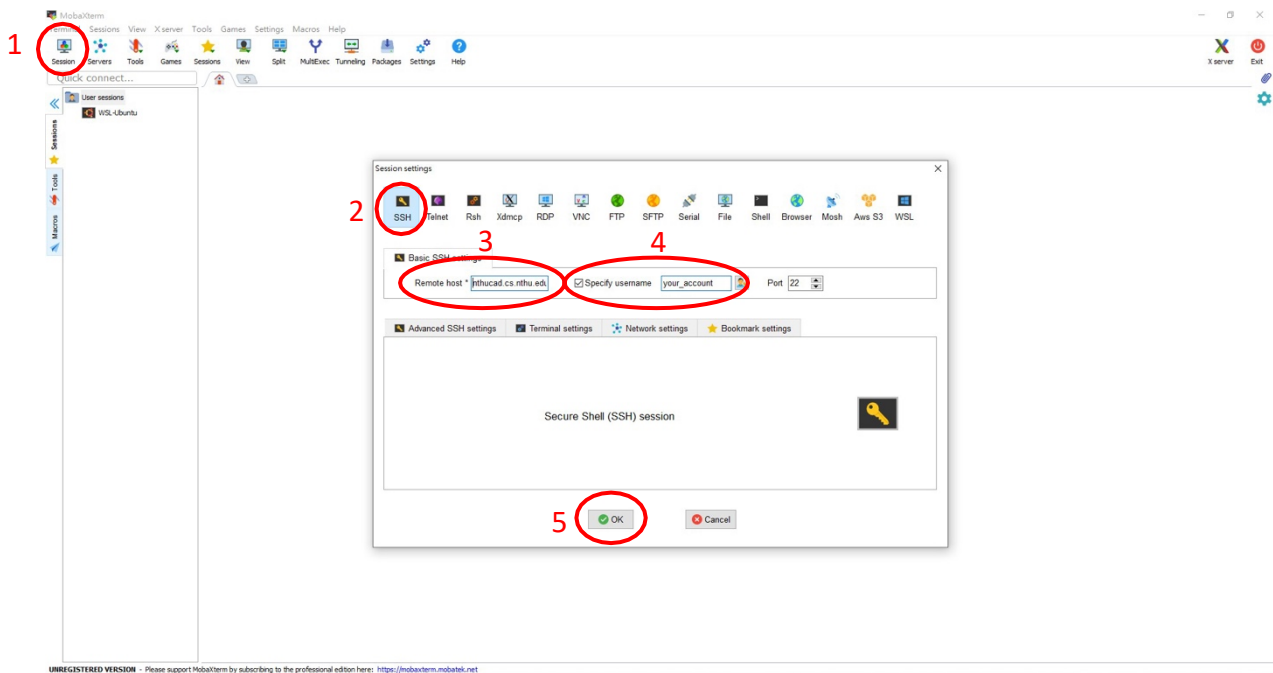 MobaXterm
Terminal Sessions View X server Tools Games Settings Macros Help
1
Session Servers Tools Games Sessions View Split MultiExec Tunneling Packages Settings Help
X server Exit
Quick connect...
User sessions
WSL-Ubuntu
Sessions
Tools
Macros
Session settings
2
SSH Telnet Rsh Xdmcp RDP VNC FTP SFTP Serial File Shell Browser Mosh Aws S3 WSL
3 4
Basic SSH settings
Remote host * nthucad.cs.nthu.edu Specify username your_account Port 22
Advanced SSH settings Terminal settings Network settings Bookmark settings
Secure Shell (SSH) session
5
OK Cancel
UNREGISTERED VERSION - Please support MobaXterm by subscribing to the professional edition here: https://mobaxterm.mobatek.net